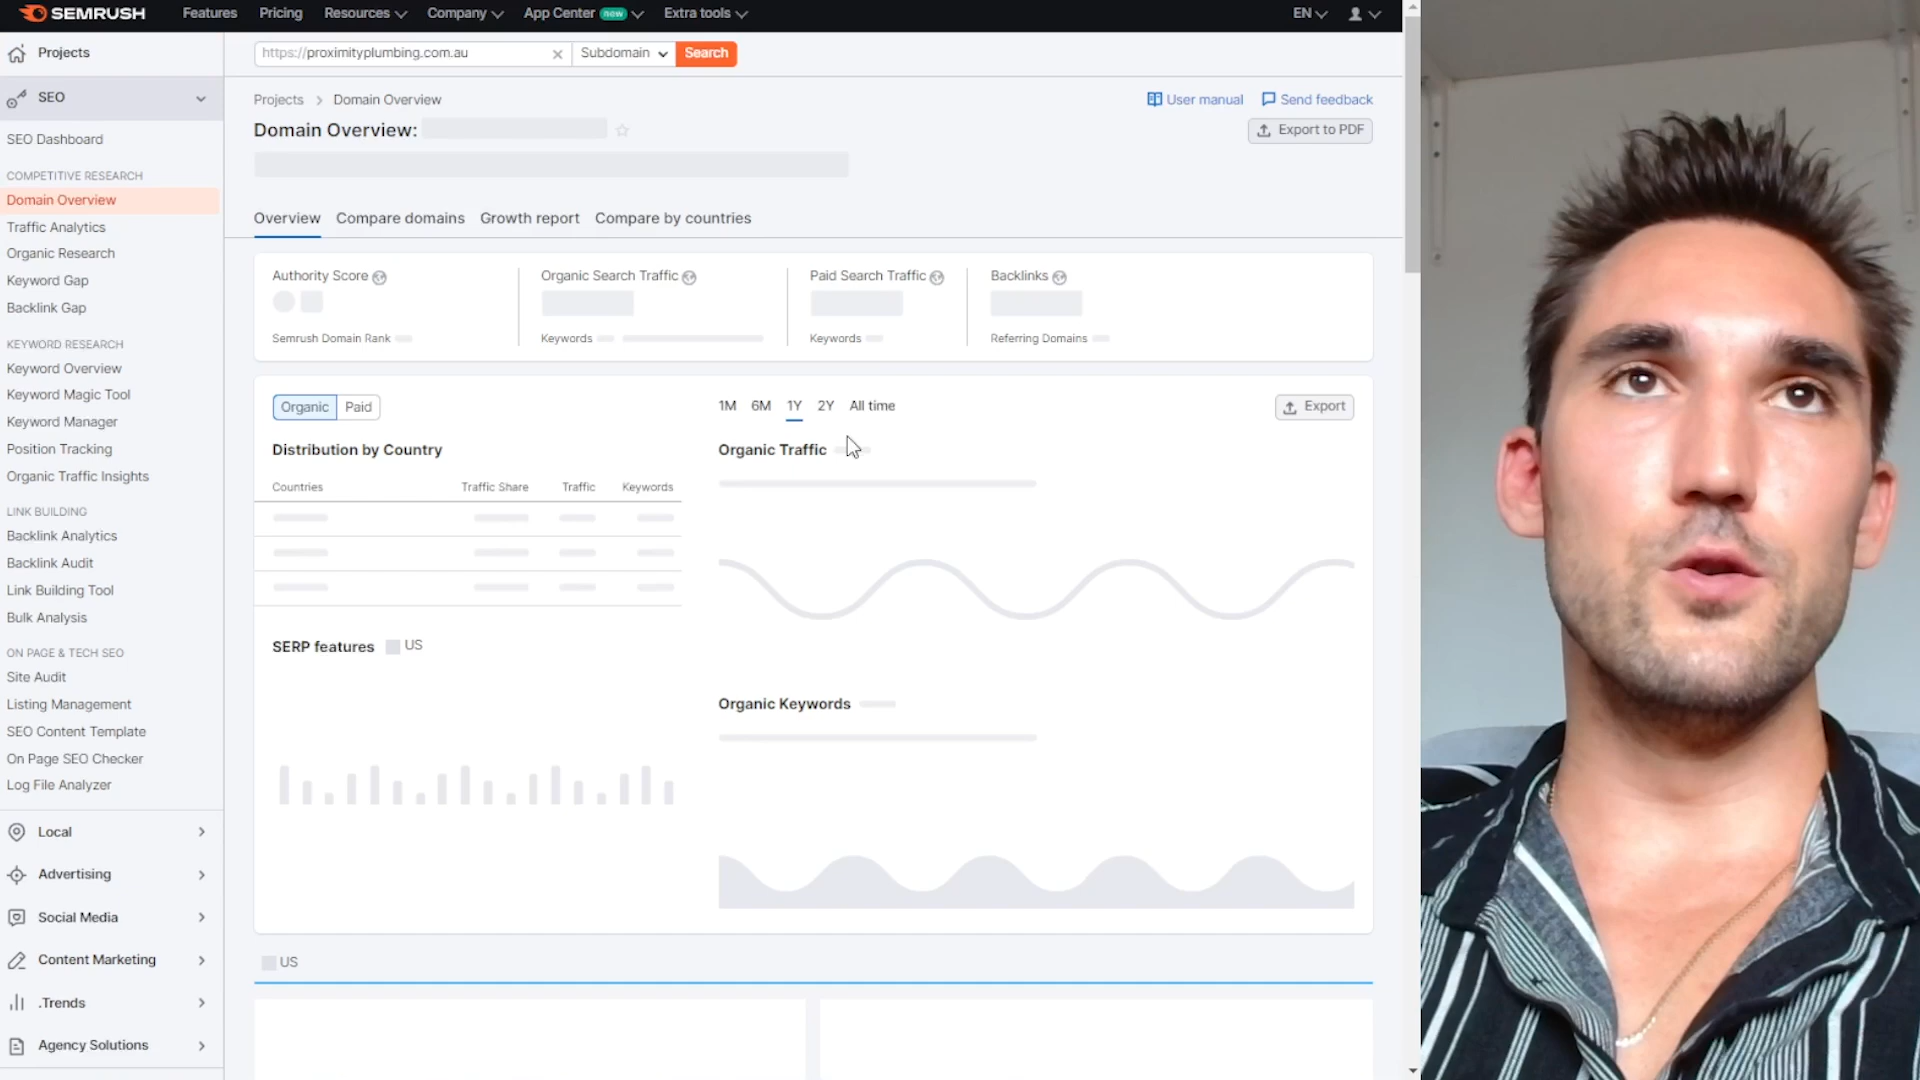 SEMRUSH Features Pricing Resources Company App Center new Extra tools EN
Projects
https://proximityplumbing.com.au Subdomain Search
SEO
Projects Domain Overview User manual Send feedback
Domain Overview: Export to PDF
SEO Dashboard
COMPETITIVE RESEARCH
Domain Overview
Traffic Analytics
Organic Research
Keyword Gap
Backlink Gap
KEYWORD RESEARCH
Keyword Overview
Keyword Magic Tool
Keyword Manager
Position Tracking
Organic Traffic Insights
LINK BUILDING
Backlink Analytics
Backlink Audit
Link Building Tool
Bulk Analysis
ON PAGE & TECH SEO
Site Audit
Listing Management
SEO Content Template
On Page SEO Checker
Log File Analyzer
Local
Advertising
Social Media
Content Marketing
.Trends
Agency Solutions
Overview Compare domains Growth report Compare by countries
Authority Score Organic Search Traffic Paid Search Traffic Backlinks
Semrush Domain Rank Keywords Keywords Referring Domains
Organic Paid 1M 6M 1Y 2Y All time Export
Distribution by Country Organic Traffic
Countries Traffic Share Traffic Keywords
SERP features US
Organic Keywords
US